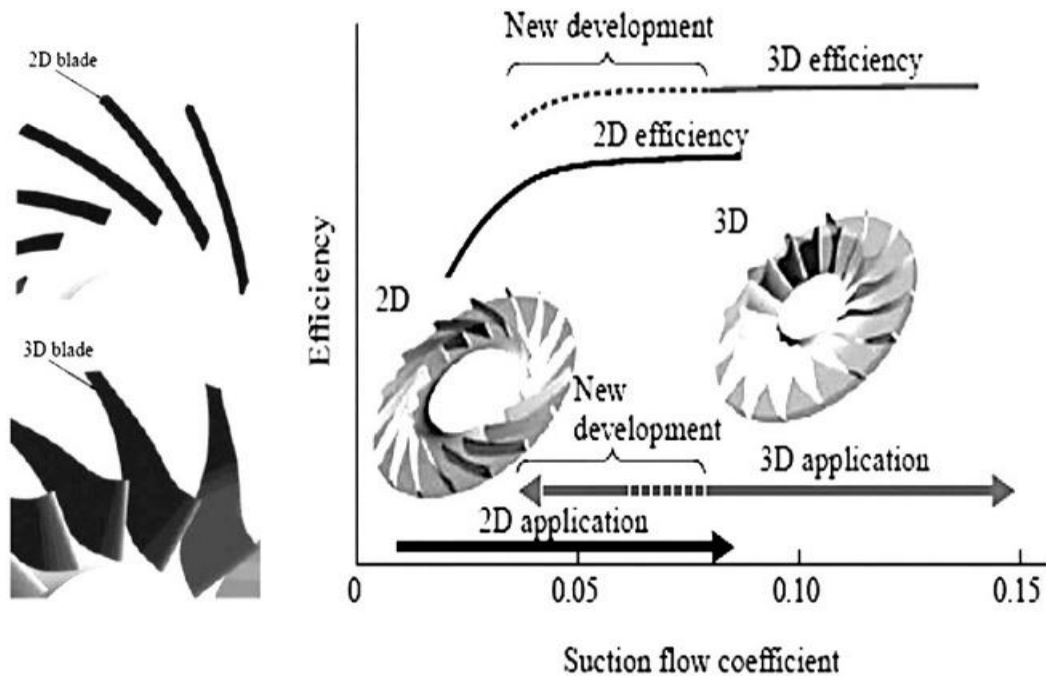 2D blade
3D blade
New development
3D efficiency
2D efficiency
3D
2D
Efficiency
New
development
3D application
2D application
0
0.05
0.10
0.15
Suction flow coefficient